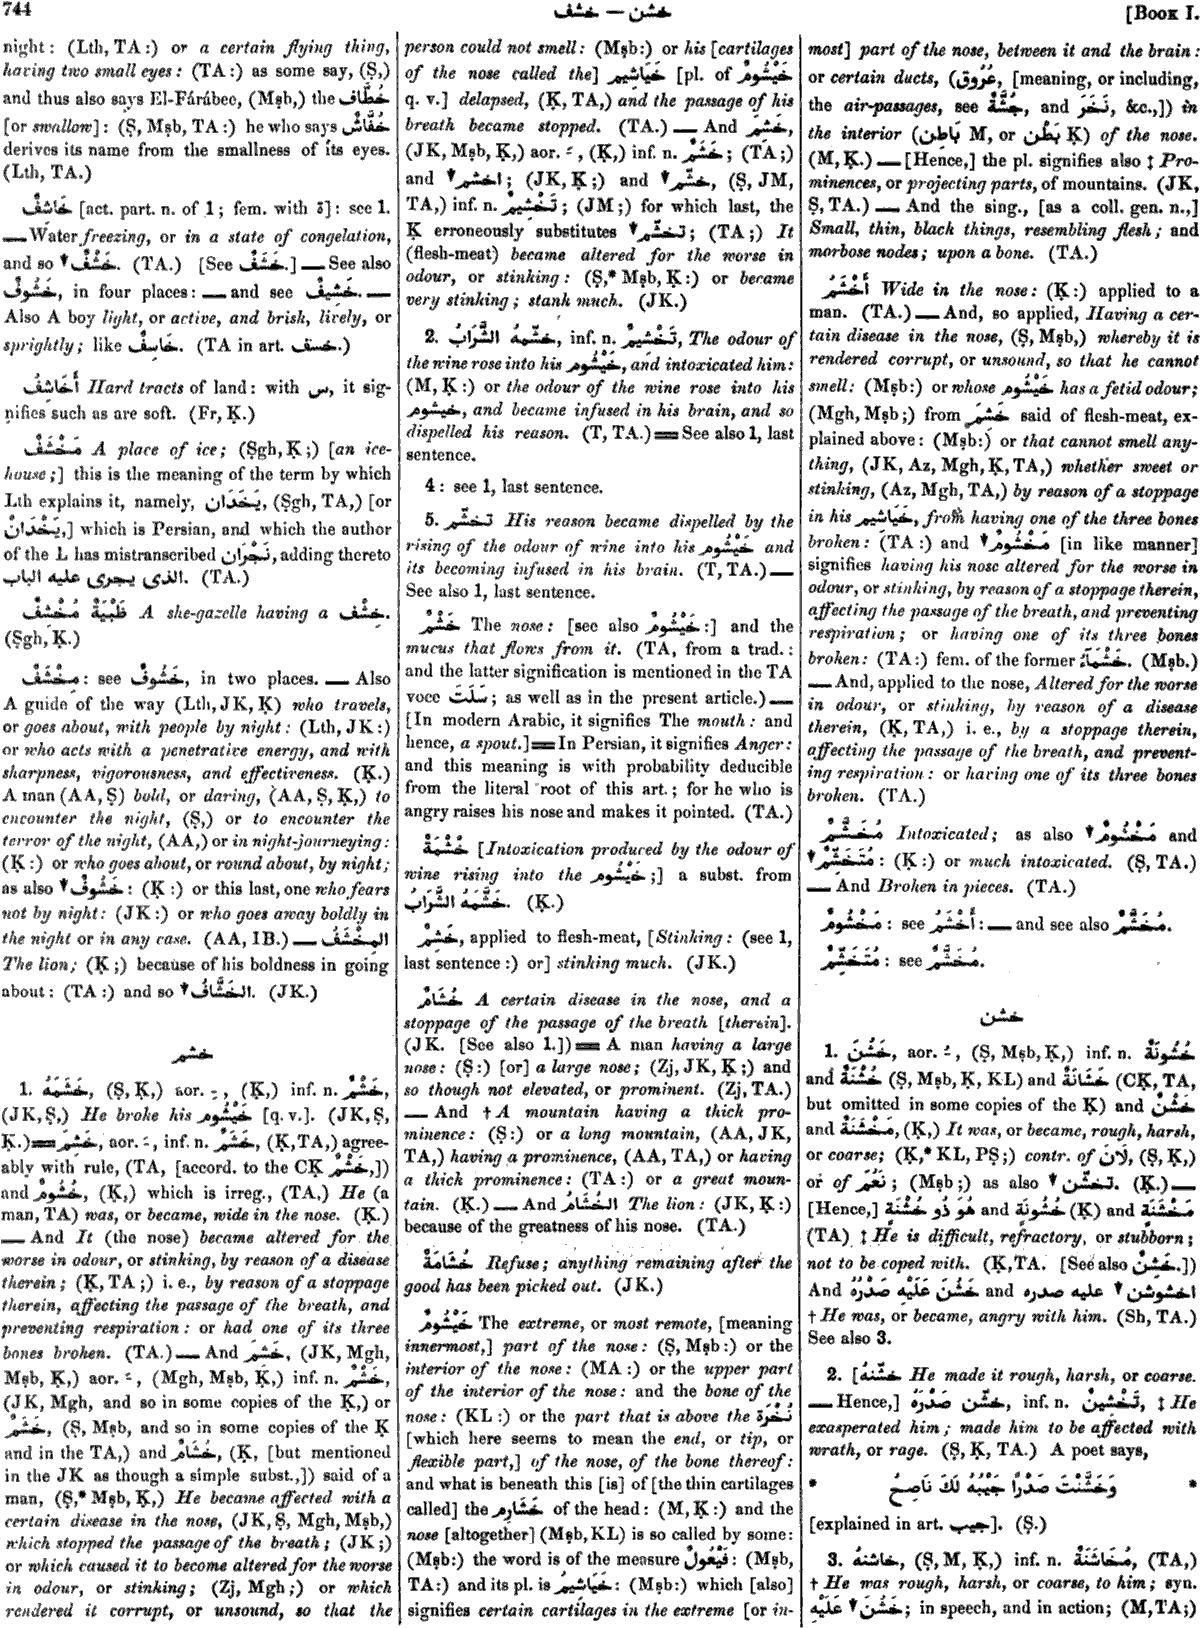 744
خشف — خشن
[BOOK I.
night: (Lth, TA:) or a certain flying thing,
having two small eyes: (TA:) as some say, (Ṣ,)
and thus also says El-Fárábee, (Mṣb,) the خُطَّاف
[or swallow]: (Ṣ, Mṣb, TA:) he who says خُفَّاشٌ
derives its name from the smallness of its eyes.
(Lth, TA.)
خَاشِفٌ [act. part. n. of 1; fem. with ة]: see 1.
— Water freezing, or in a state of congelation,
and so ▼ خَشْفٌ. (TA.) [See خَشَفَ.] — See also
خَشُوفٌ, in four places: — and see خَشِيفٌ. —
Also A boy light, or active, and brisk, lively, or
sprightly; like خَاسِفٌ. (TA in art. خسف.)
أَخَاشِفُ Hard tracts of land: with س, it sig-
nifies such as are soft. (Fr, Ḳ.)
مَخْشَفٌ A place of ice; (Ṣgh, Ḳ;) [an ice-
house;] this is the meaning of the term by which
Lth explains it, namely, يَخْدَان, (Ṣgh, TA,) [or
يَخْدَانْ,] which is Persian, and which the author
of the L has mistranscribed نَجْرَان, adding thereto
الذى يجرى عليه الباب. (TA.)
ظَبْيَةٌ مُخْشِفٌ A she-gazelle having a خشف.
(Ṣgh, Ḳ.)
مِخْشَفٌ: see خَشُوفٌ, in two places. — Also
A guide of the way (Lth, JK, Ḳ) who travels,
or goes about, with people by night: (Lth, JK:)
or who acts with a penetrative energy, and with
sharpness, vigorousness, and effectiveness. (Ḳ.)
A man (AA, Ṣ) bold, or daring, (AA, Ṣ, Ḳ,) to
encounter the night, (Ṣ,) or to encounter the
terror of the night, (AA,) or in night-journeying:
(Ḳ:) or who goes about, or round about, by night;
as also ▼ خَشُوفٌ: (Ḳ:) or this last, one who fears
not by night: (JK:) or who goes away boldly in
the night or in any case. (AA, IB.) — المِخْشَفُ
The lion; (Ḳ;) because of his boldness in going
about: (TA:) and so ▼ الخَشَّافُ. (JK.)
خشم
1. خَشَمَهُ, (Ṣ, Ḳ,) aor. ـِ, (Ḳ,) inf. n. خَشْمٌ,
(JK, Ṣ,) He broke his خَيْشُوم [q. v.]. (JK, Ṣ,
Ḳ.) = خَشِمَ, aor. ـَ, inf. n. خَشَمٌ, (Ḳ, TA,) agree-
ably with rule, (TA, [accord. to the CḲ خَشْمٌ,])
and خُشُومٌ, (Ḳ,) which is irreg., (TA,) He (a
man, TA) was, or became, wide in the nose. (Ḳ.)
— And It (the nose) became altered for the
worse in odour, or stinking, by reason of a disease
therein; (Ḳ, TA;) i. e., by reason of a stoppage
therein, affecting the passage of the breath, and
preventing respiration: or had one of its three
bones broken. (TA.) — And خَشِمَ, (JK, Mgh,
Mṣb, Ḳ,) aor. ـَ, (Mgh, Mṣb, Ḳ,) inf. n. خَشْمٌ,
(JK, Mgh, and so in some copies of the Ḳ,) or
خَشَمٌ, (Ṣ, Mṣb, and so in some copies of the Ḳ
and in the TA,) and خُشَامٌ, (Ḳ, [but mentioned
in the JK as though a simple subst.,]) said of a
man, (Ṣ,* Mṣb, Ḳ,) He became affected with a
certain disease in the nose, (JK, Ṣ, Mgh, Mṣb,)
which stopped the passage of the breath; (JK;)
or which caused it to become altered for the worse
in odour, or stinking; (Zj, Mgh;) or which
rendered it corrupt, or unsound, so that the
person could not smell: (Mṣb:) or his [cartilages
of the nose called the] خَيَاشِيم [pl. of خَيْشُومٌ
q. v.] delapsed, (Ḳ, TA,) and the passage of his
breath became stopped. (TA.) — And خَشِمَ,
(JK, Mṣb, Ḳ,) aor. ـَ, (Ḳ,) inf. n. خَشَمٌ; (TA;)
and ▼ اخشم; (JK, Ḳ;) and ▼ خشّم, (Ṣ, JM,
TA,) inf. n. تَخْشِيمٌ; (JM;) for which last, the
Ḳ erroneously substitutes ▼ تخشّم; (TA;) It
(flesh-meat) became altered for the worse in
odour, or stinking: (Ṣ,* Mṣb, Ḳ:) or became
very stinking; stank much. (JK.)
2. خشّمهُ الشَّرَابُ, inf. n. تَخْشِيمٌ, The odour of
the wine rose into his خَيْشُوم, and intoxicated him:
(M, Ḳ:) or the odour of the wine rose into his
خيشوم, and became infused in his brain, and so
dispelled his reason. (T, TA.) = See also 1, last
sentence.
4: see 1, last sentence.
5. تخشّم His reason became dispelled by the
rising of the odour of wine into his خَيْشُوم and
its becoming infused in his brain. (T, TA.) —
See also 1, last sentence.
خَشْمٌ The nose: [see also خَيْشُومٌ:] and the
mucus that flows from it. (TA, from a trad.:
and the latter signification is mentioned in the TA
voce سَلَتَ; as well as in the present article.) —
[In modern Arabic, it signifies The mouth: and
hence, a spout.] = In Persian, it signifies Anger:
and this meaning is with probability deducible
from the literal root of this art.; for he who is
angry raises his nose and makes it pointed. (TA.)
خُشْمَةٌ [Intoxication produced by the odour of
wine rising into the خَيْشُوم;] a subst. from
خَشَّمَهُ الشَّرَابُ. (Ḳ.)
خَشِمٌ, applied to flesh-meat, [Stinking: (see 1,
last sentence:) or] stinking much. (JK.)
خُشَامٌ A certain disease in the nose, and a
stoppage of the passage of the breath [therein].
(JK. [See also 1.]) = A man having a large
nose: (Ṣ:) [or] a large nose; (Zj, JK, Ḳ;) and
so though not elevated, or prominent. (Zj, TA.)
— And † A mountain having a thick pro-
minence: (Ṣ:) or a long mountain, (AA, JK,
TA,) having a prominence, (AA, TA,) or having
a thick prominence: (TA:) or a great moun-
tain. (Ḳ.) — And الخُشَامُ The lion: (JK, Ḳ:)
because of the greatness of his nose. (TA.)
خُشَامَةٌ Refuse; anything remaining after the
good has been picked out. (JK.)
خَيْشُومٌ The extreme, or most remote, [meaning
innermost,] part of the nose: (Ṣ, Mṣb:) or the
interior of the nose: (MA:) or the upper part
of the interior of the nose: and the bone of the
nose: (KL:) or the part that is above the نُخْرَة
[which here seems to mean the end, or tip, or
flexible part,] of the nose, of the bone thereof:
and what is beneath this [is] of [the thin cartilages
called] the خَشَارِم of the head: (M, Ḳ:) and the
nose [altogether] (Mṣb, KL) is so called by some:
(Mṣb:) the word is of the measure فَيْعُولٌ: (Mṣb,
TA:) and its pl. is خَيَاشِيمُ: (Mṣb:) which [also]
signifies certain cartilages in the extreme [or in-
most] part of the nose, between it and the brain:
or certain ducts, (عُرُوق, [meaning, or including,
the air-passages, see جُشَّةٌ, and نَخَرَ, &c.,]) in
the interior (بَاطِن M, or بَطْن Ḳ) of the nose.
(M, Ḳ.) — [Hence,] the pl. signifies also ‡ Pro-
minences, or projecting parts, of mountains. (JK,
Ṣ, TA.) — And the sing., [as a coll. gen. n.,]
Small, thin, black things, resembling flesh; and
morbose nodes; upon a bone. (TA.)
أَخْشَمُ Wide in the nose: (Ḳ:) applied to a
man. (TA.) — And, so applied, Having a cer-
tain disease in the nose, (Ṣ, Mṣb,) whereby it is
rendered corrupt, or unsound, so that he cannot
smell: (Mṣb:) or whose خَيْشُوم has a fetid odour;
(Mgh, Mṣb;) from خَشِمَ said of flesh-meat, ex-
plained above: (Mṣb:) or that cannot smell any-
thing, (JK, Az, Mgh, Ḳ, TA,) whether sweet or
stinking, (Az, Mgh, TA,) by reason of a stoppage
in his خَيَاشِيم, from having one of the three bones
broken: (TA:) and ▼ مَخْشُومٌ [in like manner]
signifies having his nose altered for the worse in
odour, or stinking, by reason of a stoppage therein,
affecting the passage of the breath, and preventing
respiration; or having one of its three bones
broken: (TA:) fem. of the former خَشْمَآءُ. (Mṣb.)
— And, applied to the nose, Altered for the worse
in odour, or stinking, by reason of a disease
therein, (Ḳ, TA,) i. e., by a stoppage therein,
affecting the passage of the breath, and prevent-
ing respiration: or having one of its three bones
broken. (TA.)
مُخَشَّمٌ Intoxicated; as also ▼ مَخْشُومٌ and
▼ مُتَخَشِّمٌ: (Ḳ:) or much intoxicated. (Ṣ, TA.)
— And Broken in pieces. (TA.)
مَخْشُومٌ: see أَخْشَمُ: — and see also مُخَشَّمٌ.
مُتَخَشِّمٌ: see مُخَشَّمٌ.
خشن
1. خَشُنَ, aor. ـُ, (Ṣ, Mṣb, Ḳ,) inf. n. خُشُونَةٌ
and خُشْنَةٌ (Ṣ, Mṣb, Ḳ, KL) and خَشَانَةٌ (CḲ, TA,
but omitted in some copies of the Ḳ) and خُشْنٌ
and مَخْشَنَةٌ, (Ḳ,) It was, or became, rough, harsh,
or coarse; (Ḳ,* KL, PṢ;) contr. of لَانَ, (Ṣ, Ḳ,)
or of نَعُمَ; (Mṣb;) as also ▼ تخشّن. (Ḳ.) —
[Hence,] هُوَ ذُو خُشْنَةٍ and خُشُونَةٍ (Ḳ) and مَخْشَنَةٍ
(TA) ‡ He is difficult, refractory, or stubborn;
not to be coped with. (Ḳ, TA. [See also خَشِنٌ.])
And خَشُنَ عَلَيْهِ صَدْرُهُ and ▼ اخشوشن عليه صدره
† He was, or became, angry with him. (Sh, TA.)
See also 3.
2. [خشّنهُ He made it rough, harsh, or coarse.
— Hence,] خشّن صَدْرَهُ, inf. n. تَخْشِينٌ, ‡ He
exasperated him; made him to be affected with
wrath, or rage. (Ṣ, Ḳ, TA.) A poet says,
* وَخَشَّنْتَ صَدْرًا جَيْبُهُ لَكَ نَاصِحُ *
[explained in art. جيب]. (Ṣ.)
3. خاشنهُ, (Ṣ, M, Ḳ,) inf. n. مُخَاشَنَةٌ, (TA,)
† He was rough, harsh, or coarse, to him; syn.
خَشُنَ ▼ عَلَيْهِ; in speech, and in action; (M, TA;)